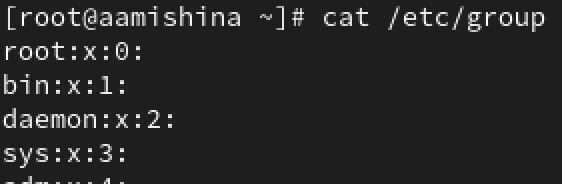 [root@aamishina ~]# cat /etc/group
root:x:0:
bin:x:1:
daemon:x:2:
sys:x:3: